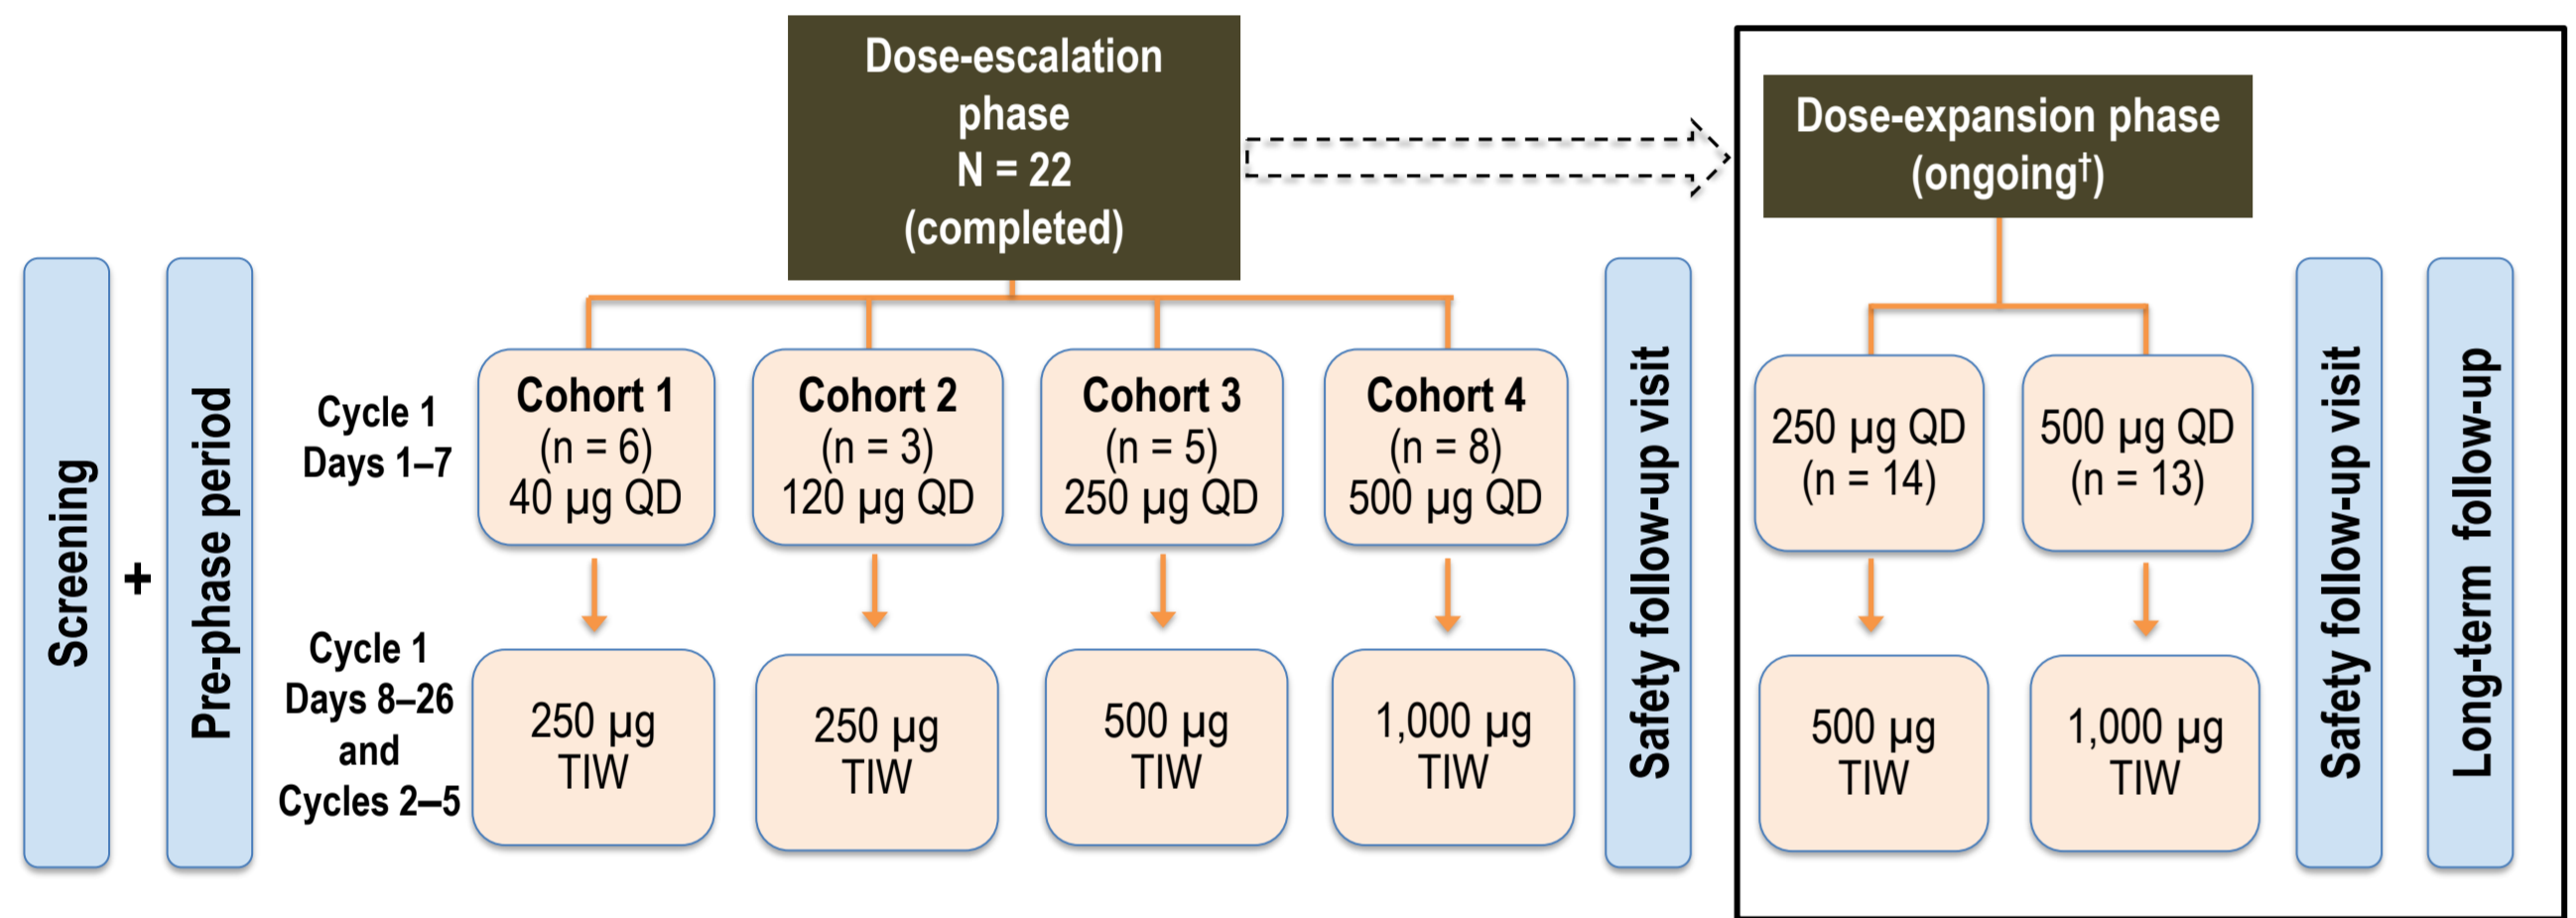 Dose-escalation
phase
N = 22
(completed)
Dose-expansion phase
(ongoing†)
Screening
+
Pre-phase period
Cycle 1
Days 1–7
Cohort 1
(n = 6)
40 µg QD
Cohort 2
(n = 3)
120 µg QD
Cohort 3
(n = 5)
250 µg QD
Cohort 4
(n = 8)
500 µg QD
Cycle 1
Days 8–26
and
Cycles 2–5
250 µg
TIW
250 µg
TIW
500 µg
TIW
1,000 µg
TIW
Safety follow-up visit
250 µg QD
(n = 14)
500 µg QD
(n = 13)
500 µg
TIW
1,000 µg
TIW
Safety follow-up visit
Long-term follow-up